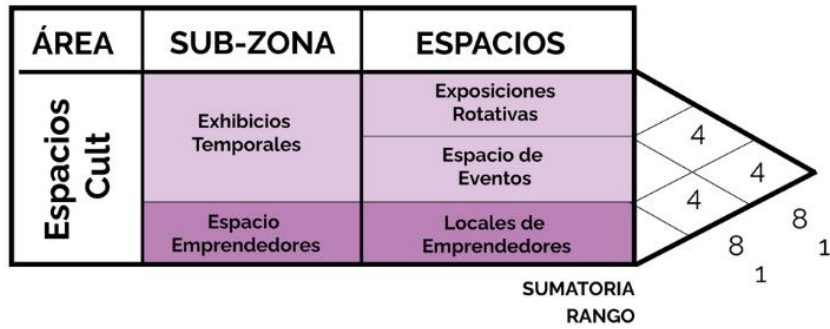 ÁREA
SUB-ZONA
ESPACIOS
Espacios
Cult
Exhibicios
Temporales
Exposiciones
Rotativas
Espacio de
Eventos
Espacio
Emprendedores
Locales de
Emprendedores
4
4
4
8
1
8
1
SUMATORIA
RANGO